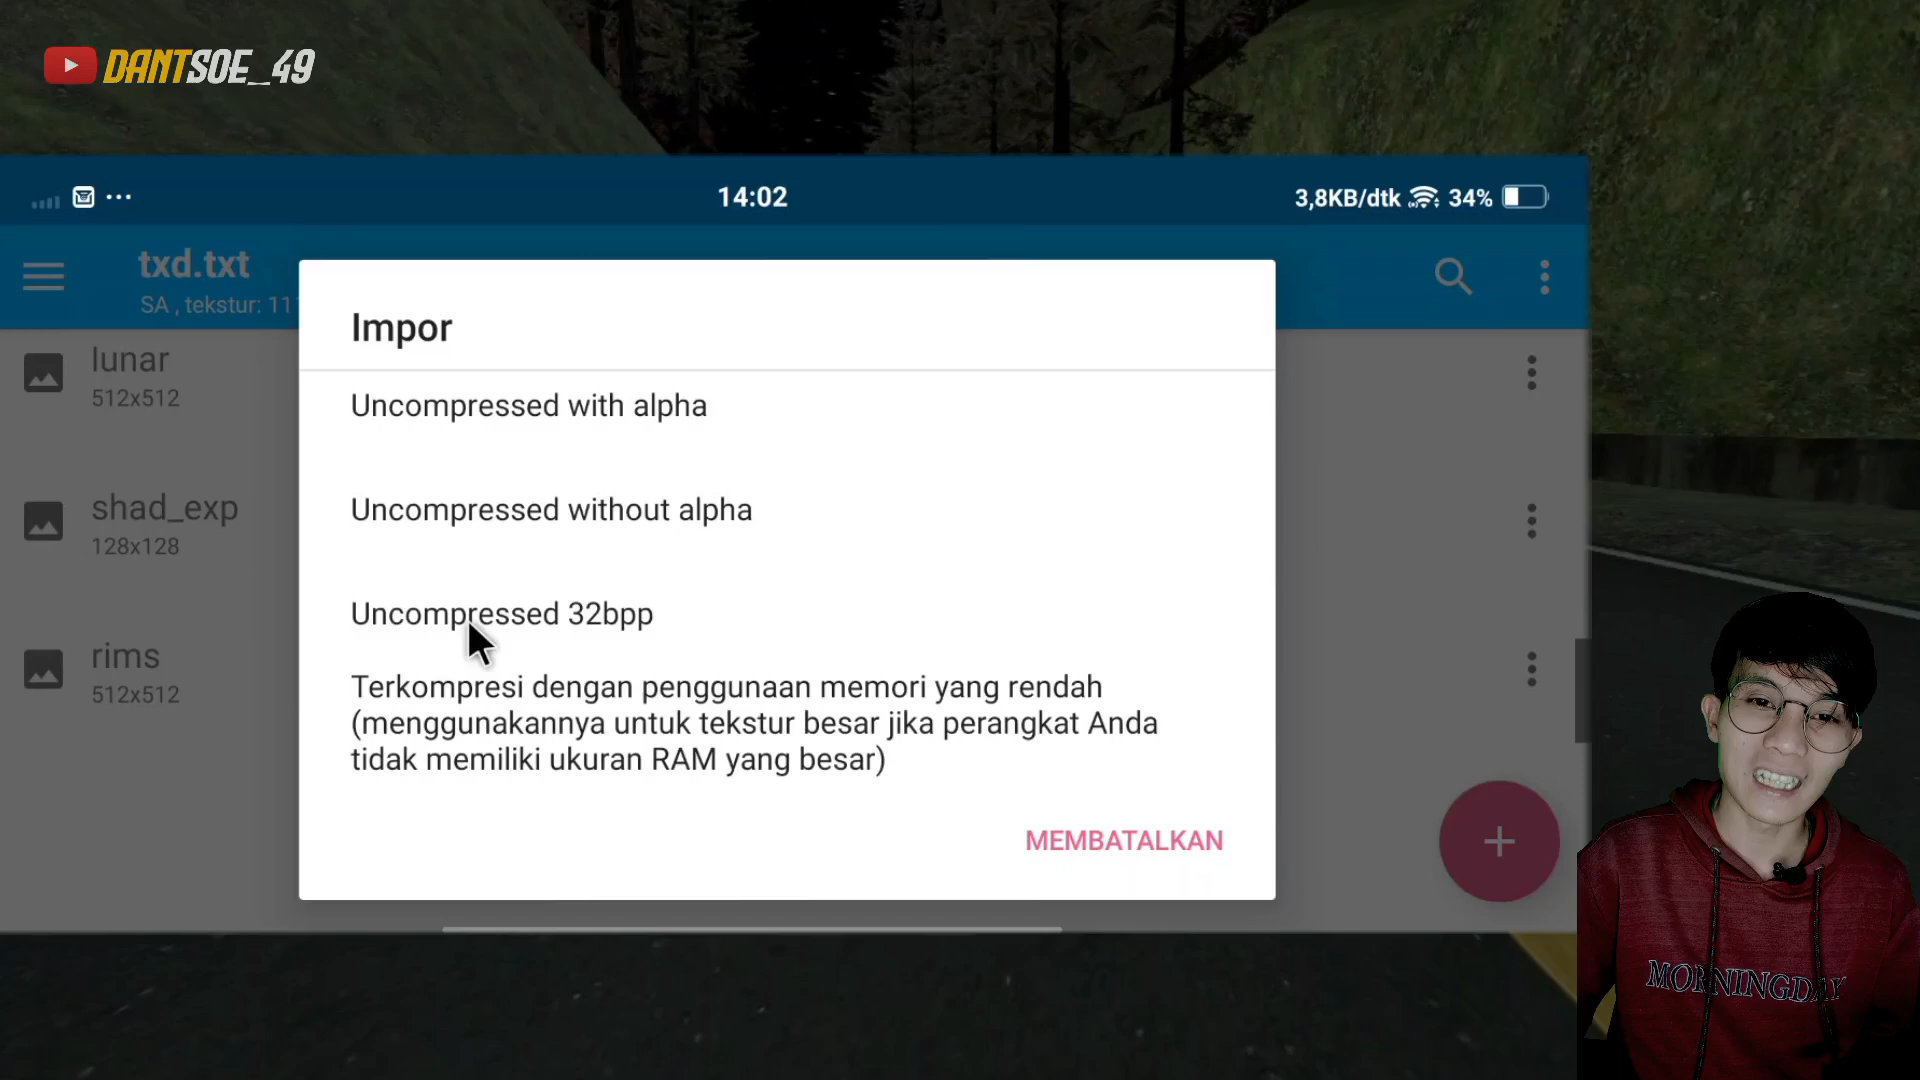 DANTSOE_49
14:02
3,8KB/dtk 34%
txd.txt
SA , tekstur: 11
Impor
lunar
512x512
Uncompressed with alpha
shad_exp
128x128
Uncompressed without alpha
rims
512x512
Uncompressed 32bpp
Terkompresi dengan penggunaan memori yang rendah
(menggunakannya untuk tekstur besar jika perangkat Anda
tidak memiliki ukuran RAM yang besar)
MEMBATALKAN
MORNINGDAY